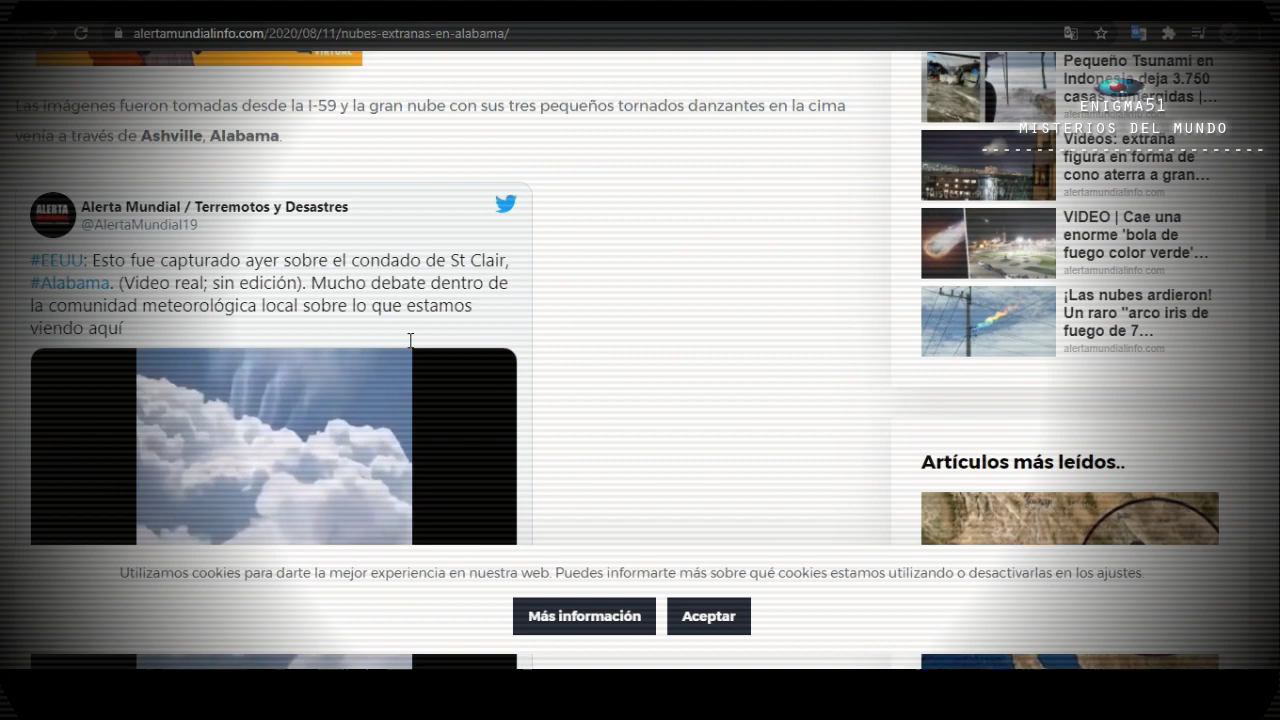 alertamundialinfo.com/2020/08/11/nubes-extranas-en-alabama/
VIRTUAL
Las imágenes fueron tomadas desde la I-59 y la gran nube con sus tres pequeños tornados danzantes en la cima
venía a través de Ashville, Alabama.
ALERTA
Alerta Mundial / Terremotos y Desastres
@AlertaMundial19
#EEUU: Esto fue capturado ayer sobre el cóndado de St Clair,
#Alabama. (Video real; sin edición). Mucho debate dentro de
la comunidad meteorológica local sobre lo que estamos
viendo aquí
Pequeño Tsunami en
Indonesia deja 3.750
casas sumergidas |...
alertamundialinfo.com
ENIGMA51
MISTERIOS DEL MUNDO
Videos: extraña
figura en forma de
cono aterra a gran...
alertamundialinfo.com
VIDEO | Cae una
enorme 'bola de
fuego color verde'...
alertamundialinfo.com
¡Las nubes ardieron!
Un raro "arco iris de
fuego de 7...
alertamundialinfo.com
Artículos más leídos..
Utilizamos cookies para darte la mejor experiencia en nuestra web. Puedes informarte más sobre qué cookies estamos utilizando o desactivarlas en los ajustes.
Más información
Aceptar